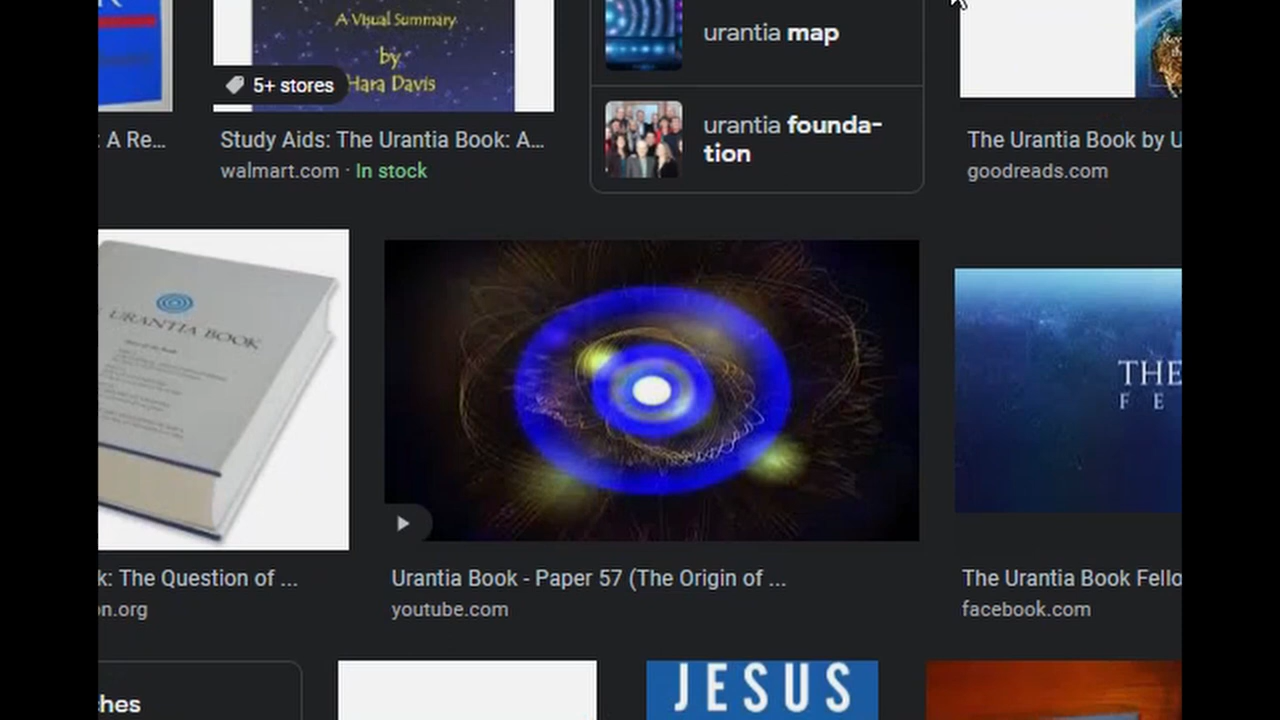 A Visual Summary
by
Hara Davis
5+ stores
: A Re...
Study Aids: The Urantia Book: A...
walmart.com · In stock
urantia map
urantia founda-
tion
The Urantia Book by U
goodreads.com
URANTIA BOOK
k: The Question of ...
on.org
Urantia Book - Paper 57 (The Origin of ...
youtube.com
THE
F E
The Urantia Book Fello
facebook.com
ches
JESUS